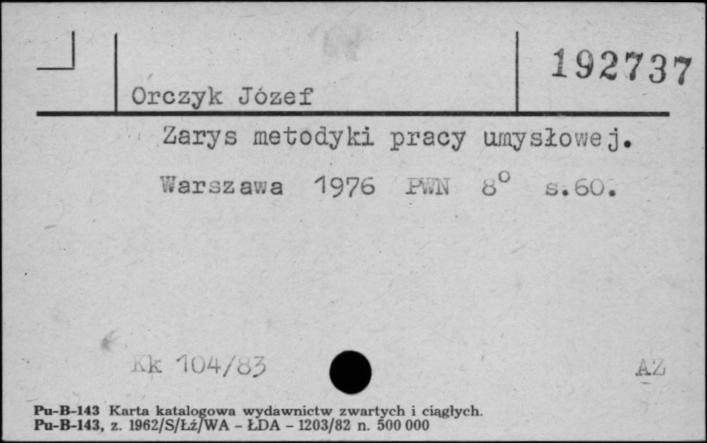 192737
Orczyk Józef
Zarys metodyki pracy umysłowej.
Warszawa 1976 PWN 8° s.60.
Kk 104/83 AZ
Pu-B-143 Karta katalogowa wydawnictw zwartych i ciągłych.
Pu-B-143, z. 1962/S/Łź/WA - ŁDA - 1203/82 n. 500 000